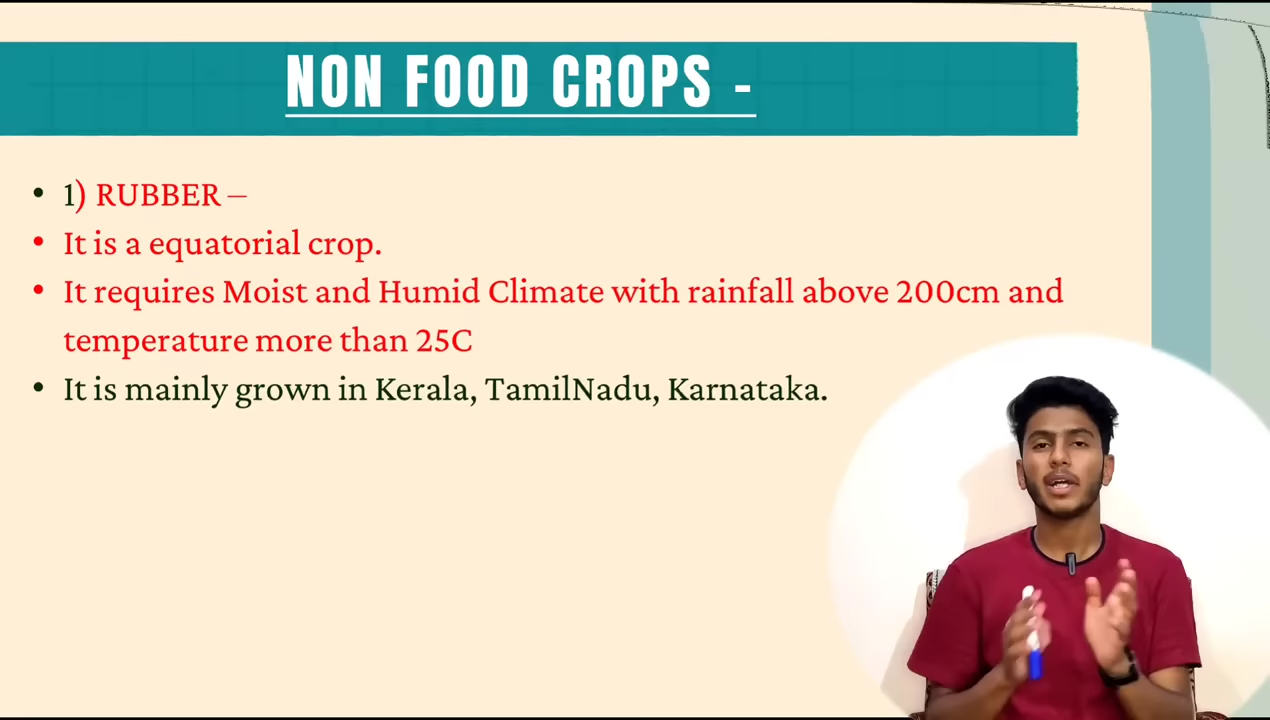 NON FOOD CROPS -
• 1) RUBBER –
• It is a equatorial crop.
• It requires Moist and Humid Climate with rainfall above 200cm and
temperature more than 25C
• It is mainly grown in Kerala, TamilNadu, Karnataka.